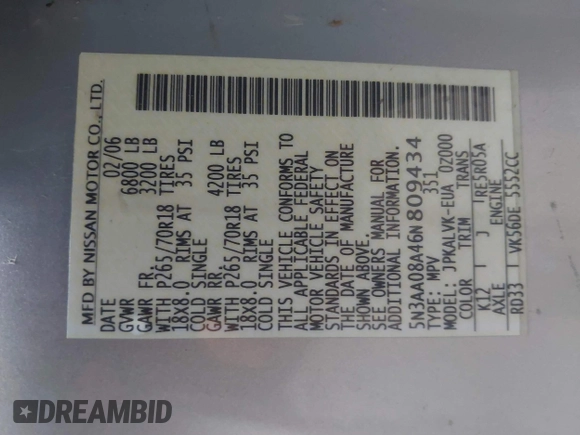 MFD BY NISSAN MOTOR CO., LTD.
DATE 02/06
GVWR 6800 LB
GAWR FR, 3200 LB
WITH P265/70R18 TIRES
18X8.0 RIMS AT 35 PSI
COLD SINGLE
GAWR RR, 4200 LB
WITH P265/70R18 TIRES
18X8.0 RIMS AT 35 PSI
COLD SINGLE
THIS VEHICLE CONFORMS TO
ALL APPLICABLE FEDERAL
MOTOR VEHICLE SAFETY
STANDARDS IN EFFECT ON
THE DATE OF MANUFACTURE
SHOWN ABOVE.
SEE OWNERS MANUAL FOR
ADDITIONAL INFORMATION.
5N3AA08A46N809434
TYPE: MPV 351
MODEL: JPKALVK-EUA 0Z000
COLOR TRIM TRANS
K12 J RE5R05A
AXLE ENGINE
RD33 VK56DE 5552CC
DREAMBID